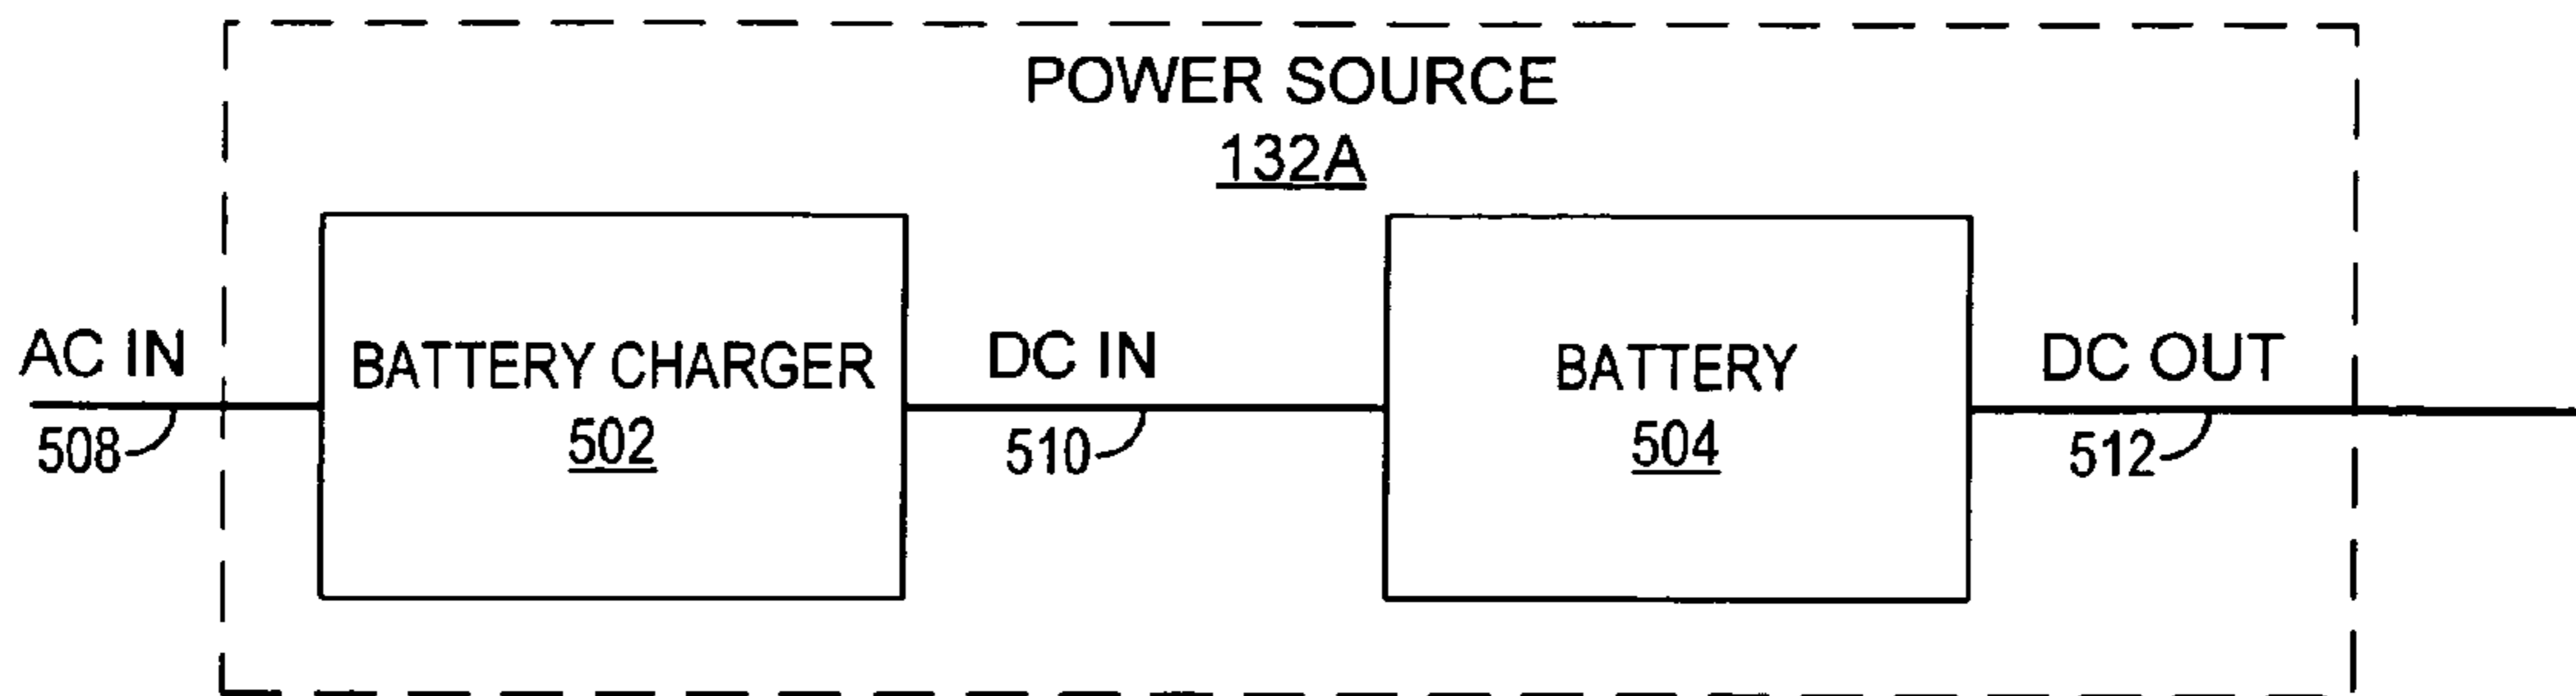 POWER SOURCE
132A
AC IN
508
BATTERY CHARGER
502
DC IN
510
BATTERY
504
DC OUT
512